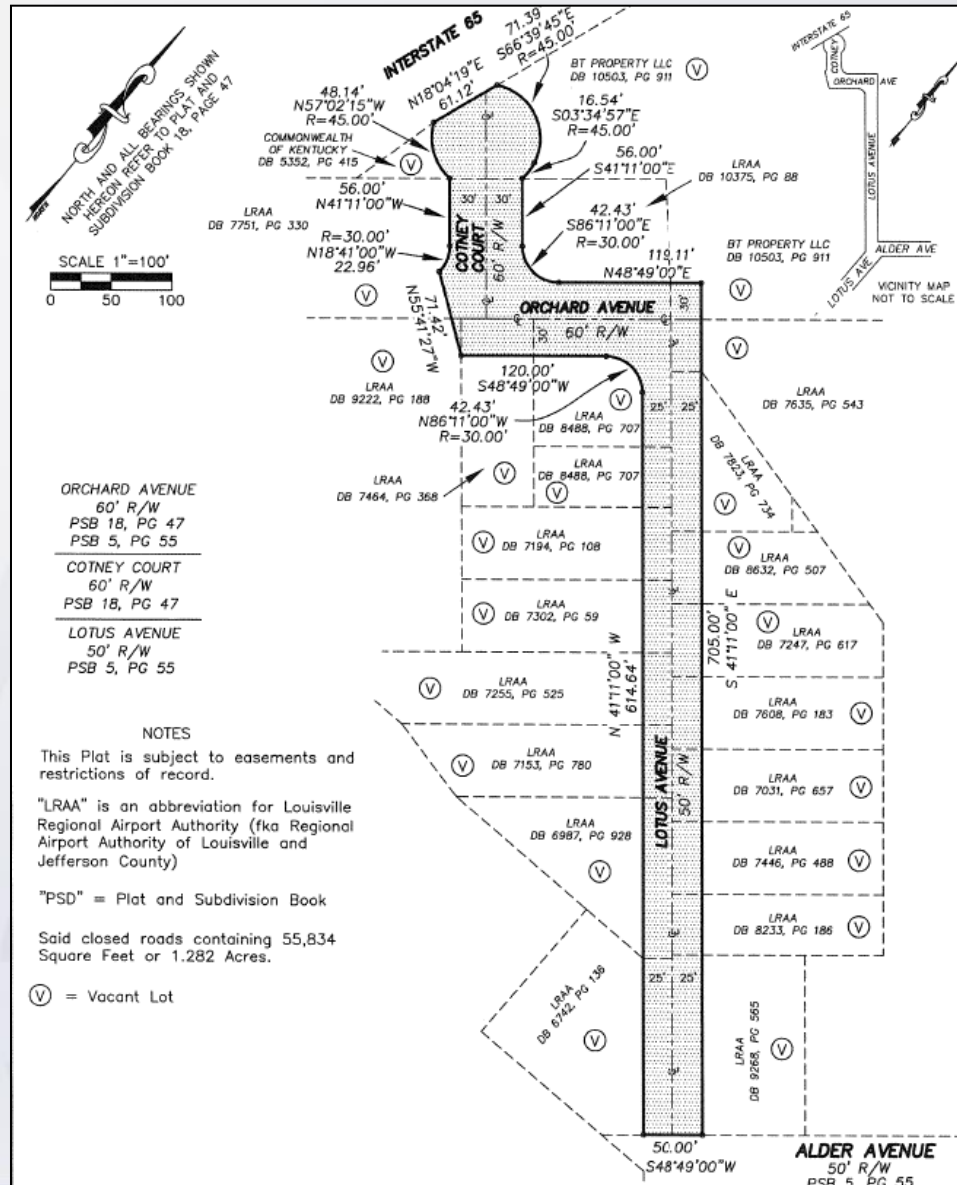 INTERSTATE 65
71.39
S66°39'45"E
R=45.00'
BT PROPERTY LLC
DB 10503, PG 911
V
INTERSTATE 65
COTNEY
ORCHARD AVE
LOTUS AVENUE
ALDER AVE
LOTUS AVE.
VICINITY MAP
NOT TO SCALE
NORTH AND ALL BEARINGS SHOWN
HEREON REFER TO PLAT AND
SUBDIVISION BOOK 18, PAGE 47
SCALE 1"=100'
0 50 100
N18°04'19"E
61.12'
48.14'
N57°02'15"W
R=45.00'
COMMONWEALTH
OF KENTUCKY
DB 5352, PG 415
V
16.54'
S03°34'57"E
R=45.00'
56.00'
S41°11'00"E
LRAA
DB 10375, PG 88
56.00'
N41°11'00"W
LRAA
DB 7751, PG 330
R=30.00'
N18°41'00"W
22.96'
V
30' 30'
COTNEY
COURT
60' R/W
42.43'
S86°11'00"E
R=30.00'
119.11'
N48°49'00"E
BT PROPERTY LLC
DB 10503, PG 911
V
71.42'
N55°41'27"W
ORCHARD AVENUE
60' R/W
30'
30'
V
LRAA
DB 9222, PG 188
120.00'
S48°49'00"W
42.43'
N86°11'00"W
R=30.00'
V
LRAA
DB 8488, PG 707
25' 25'
V
LRAA
DB 7635, PG 543
LRAA
DB 7464, PG 368
V
LRAA
DB 8488, PG 707
V
LRAA
DB 7823, PG 734
V
ORCHARD AVENUE
60' R/W
PSB 18, PG 47
PSB 5, PG 55
COTNEY COURT
60' R/W
PSB 18, PG 47
LOTUS AVENUE
50' R/W
PSB 5, PG 55
V
LRAA
DB 7194, PG 108
V
LRAA
DB 8632, PG 507
V
LRAA
DB 7302, PG 59
V
LRAA
DB 7247, PG 617
705.00'
S 41°11'00" E
N 41°11'00" W
614.64'
V
LRAA
DB 7255, PG 525
LRAA
DB 7608, PG 183
V
V
LRAA
DB 7153, PG 780
LRAA
DB 7031, PG 657
V
LOTUS AVENUE
50' R/W
LRAA
DB 6987, PG 928
V
LRAA
DB 7446, PG 488
V
LRAA
DB 8233, PG 186
V
NOTES
This Plat is subject to easements and
restrictions of record.
"LRAA" is an abbreviation for Louisville
Regional Airport Authority (fka Regional
Airport Authority of Louisville and
Jefferson County)
"PSD" = Plat and Subdivision Book
Said closed roads containing 55,834
Square Feet or 1.282 Acres.
V = Vacant Lot
25' 25'
LRAA
DB 6742, PG 136
V
LRAA
DB 9268, PG 565
V
50.00'
S48°49'00"W
ALDER AVENUE
50' R/W
PSB 5, PG 55